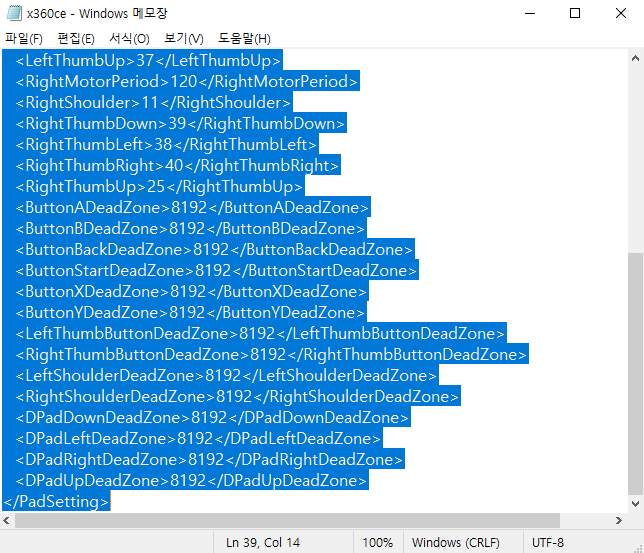 x360ce - Windows 메모장
파일(F) 편집(E) 서식(O) 보기(V) 도움말(H)
<LeftThumbUp>37</LeftThumbUp>
<RightMotorPeriod>120</RightMotorPeriod>
<RightShoulder>11</RightShoulder>
<RightThumbDown>39</RightThumbDown>
<RightThumbLeft>38</RightThumbLeft>
<RightThumbRight>40</RightThumbRight>
<RightThumbUp>25</RightThumbUp>
<ButtonADeadZone>8192</ButtonADeadZone>
<ButtonBDeadZone>8192</ButtonBDeadZone>
<ButtonBackDeadZone>8192</ButtonBackDeadZone>
<ButtonStartDeadZone>8192</ButtonStartDeadZone>
<ButtonXDeadZone>8192</ButtonXDeadZone>
<ButtonYDeadZone>8192</ButtonYDeadZone>
<LeftThumbButtonDeadZone>8192</LeftThumbButtonDeadZone>
<RightThumbButtonDeadZone>8192</RightThumbButtonDeadZone>
<LeftShoulderDeadZone>8192</LeftShoulderDeadZone>
<RightShoulderDeadZone>8192</RightShoulderDeadZone>
<DPadDownDeadZone>8192</DPadDownDeadZone>
<DPadLeftDeadZone>8192</DPadLeftDeadZone>
<DPadRightDeadZone>8192</DPadRightDeadZone>
<DPadUpDeadZone>8192</DPadUpDeadZone>
</PadSetting>
Ln 39, Col 14 100% Windows (CRLF) UTF-8